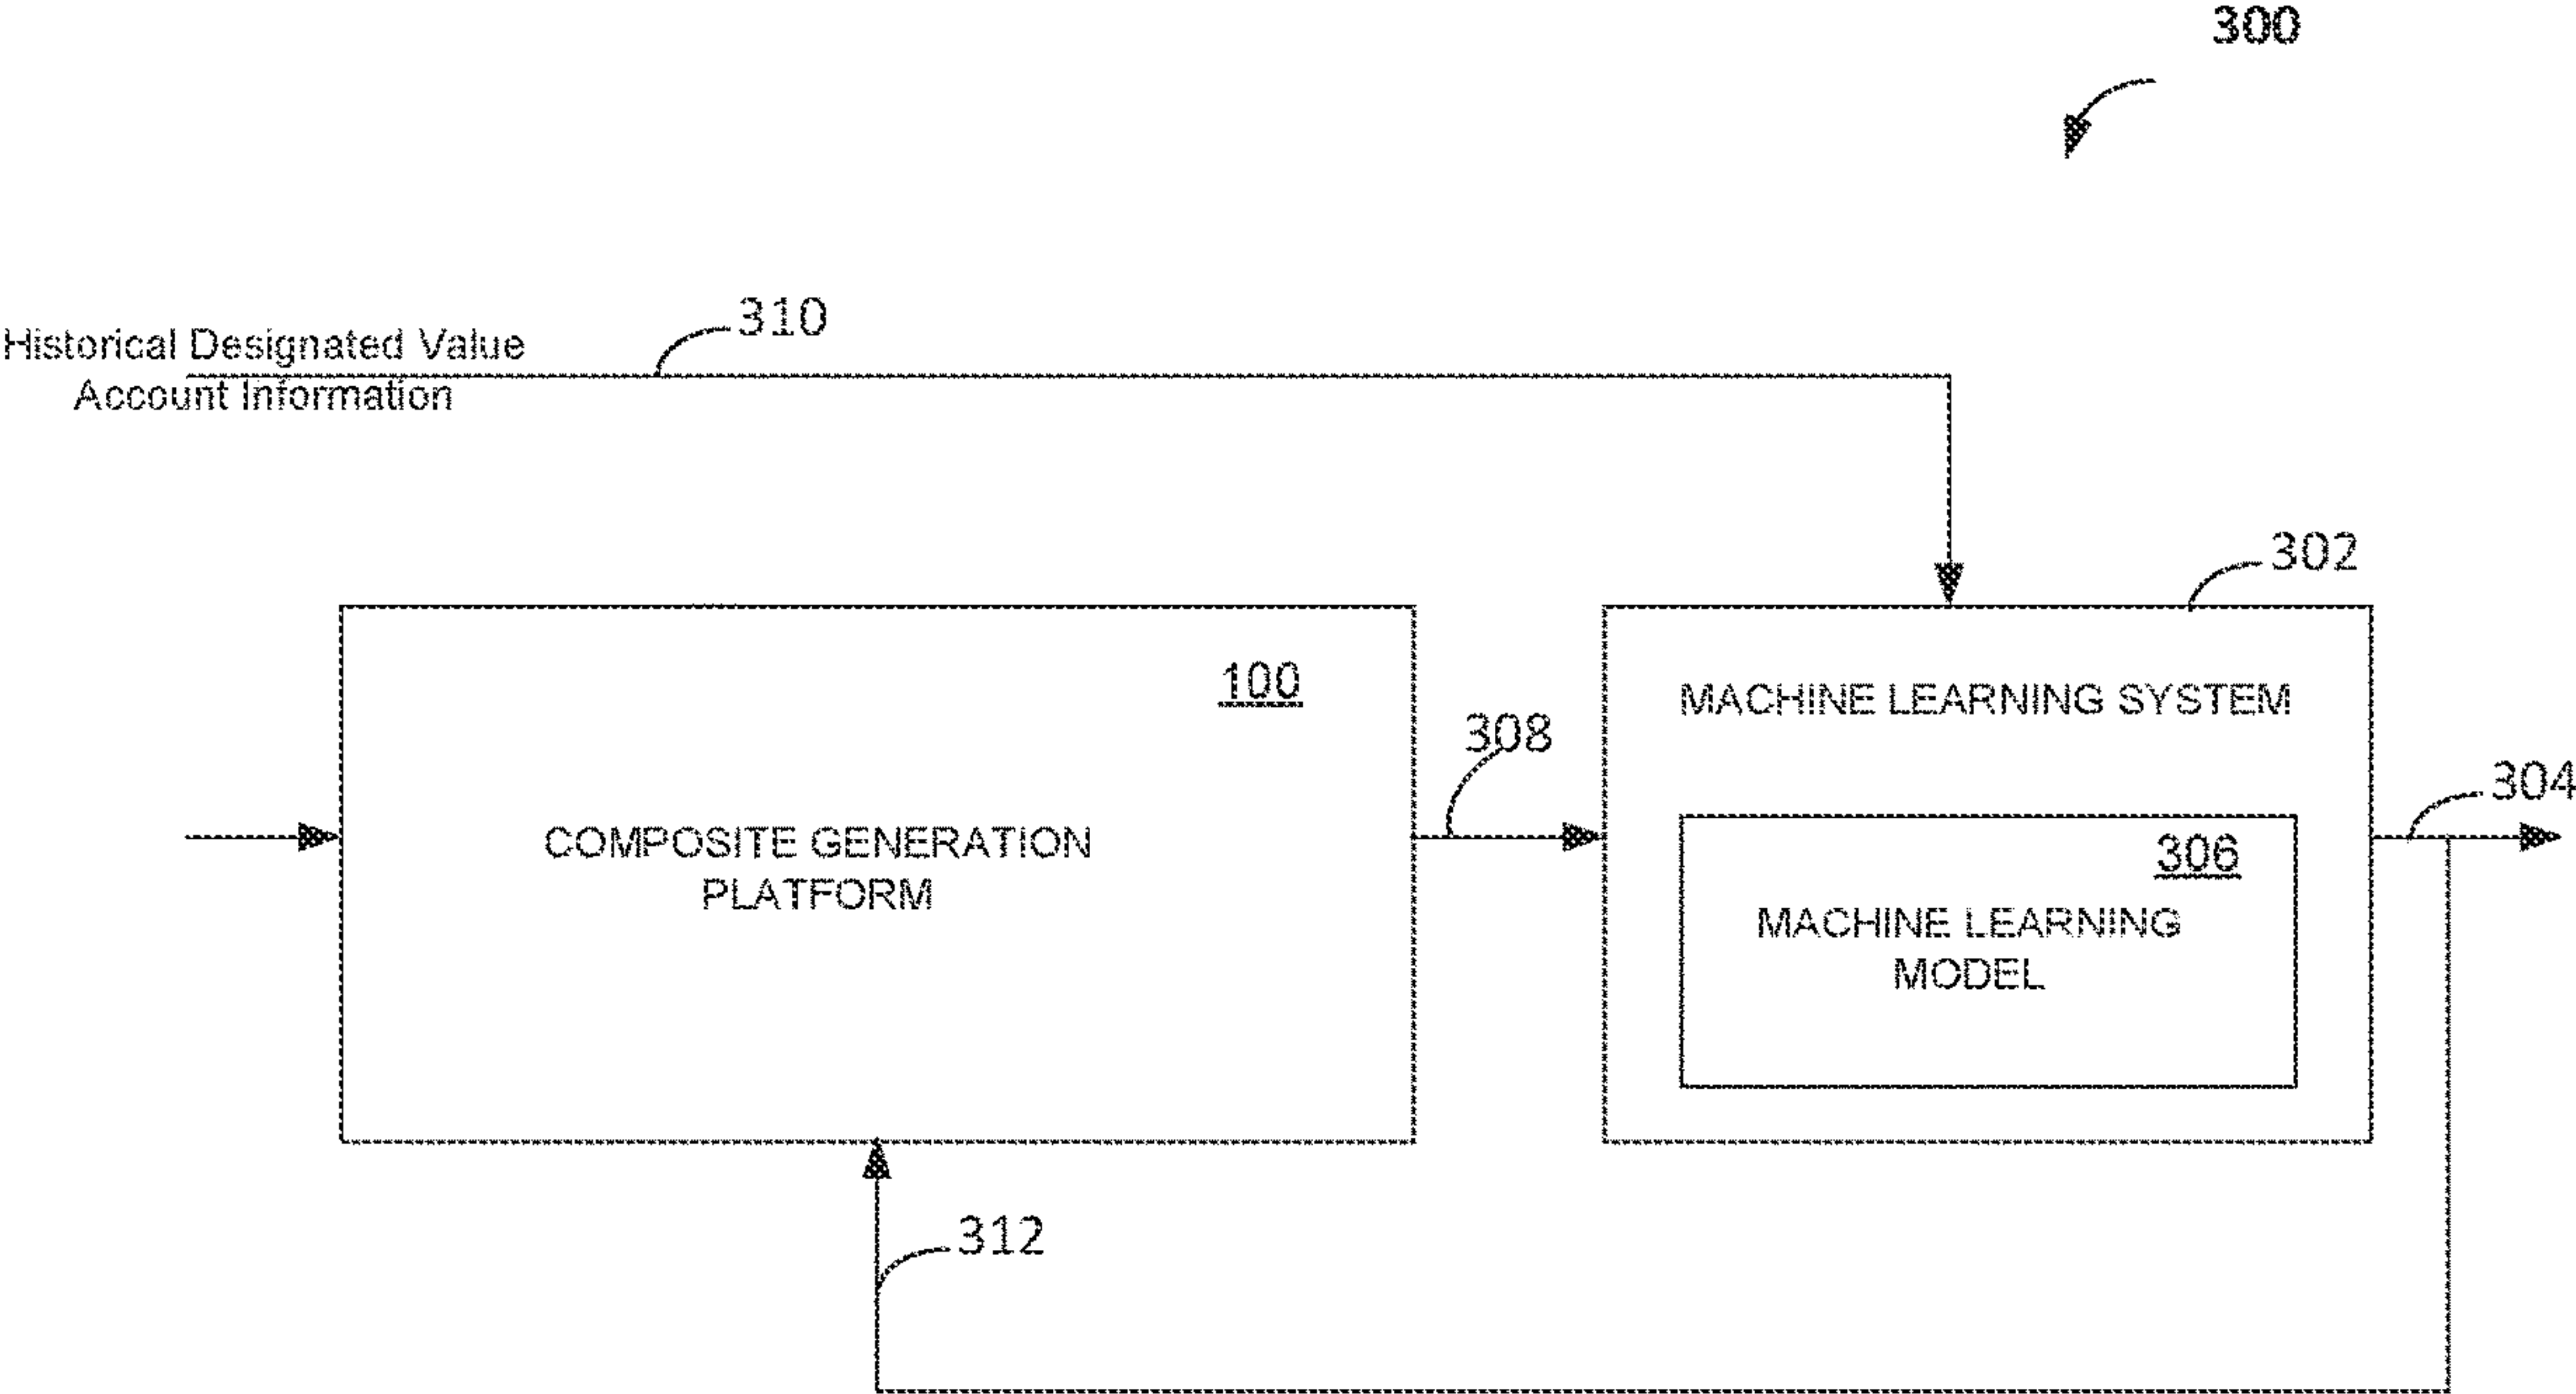 300
310
Historical Designated Value
Account Information
302
100
MACHINE LEARNING SYSTEM
308
304
COMPOSITE GENERATION
PLATFORM
306
MACHINE LEARNING
MODEL
312